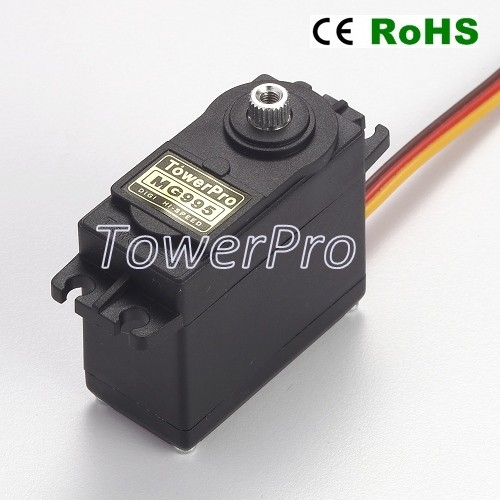 CE RoHS
TowerPro
MG995
DIGI HI-SPEED
TowerPro